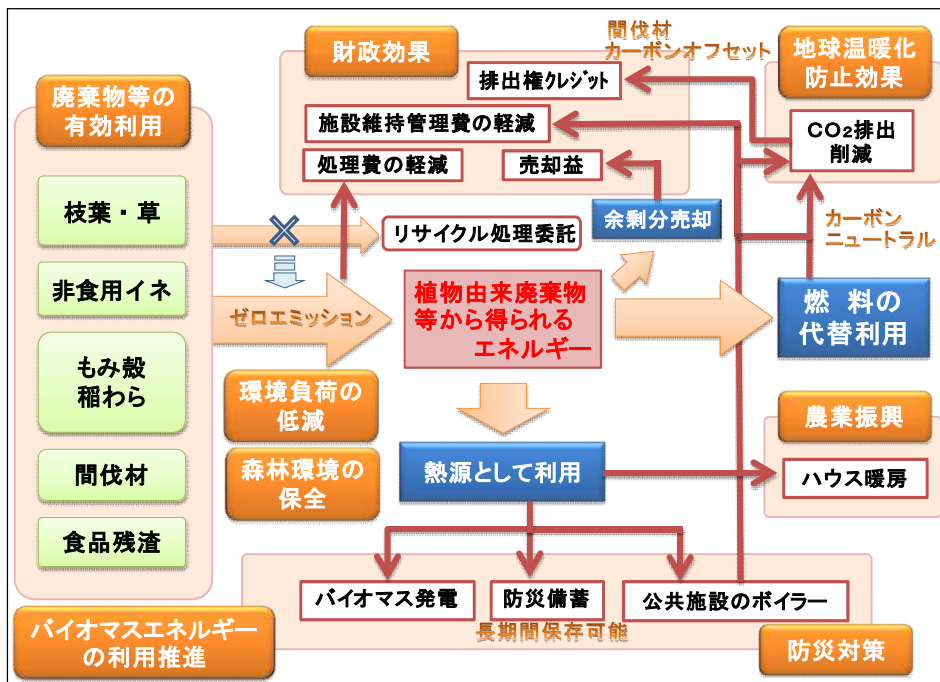 廃棄物等の
有効利用
枝葉・草
非食用イネ
もみ殻
稲わら
間伐材
食品残渣
バイオマスエネルギー
の利用推進
財政効果
間伐材
カーボンオフセット
排出権クレジット
施設維持管理費の軽減
処理費の軽減
売却益
地球温暖化
防止効果
CO₂排出
削減
リサイクル処理委託
余剰分売却
カーボン
ニュートラル
ゼロエミッション
植物由来廃棄物
等から得られる
エネルギー
燃 料の
代替利用
環境負荷の
低減
森林環境の
保全
熱源として利用
農業振興
ハウス暖房
バイオマス発電
防災備蓄
公共施設のボイラー
長期間保存可能
防災対策